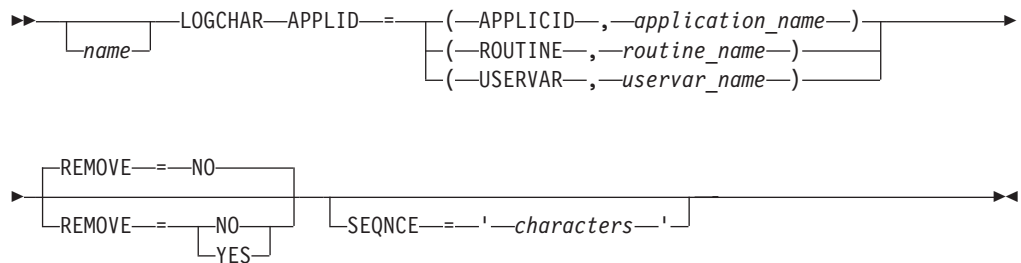 LOGCHAR APPLID = ( APPLICID , application_name )
name ( ROUTINE , routine_name )
( USERVAR , uservar_name )
REMOVE = NO
REMOVE = NO SEQNCE = ' characters '
YES